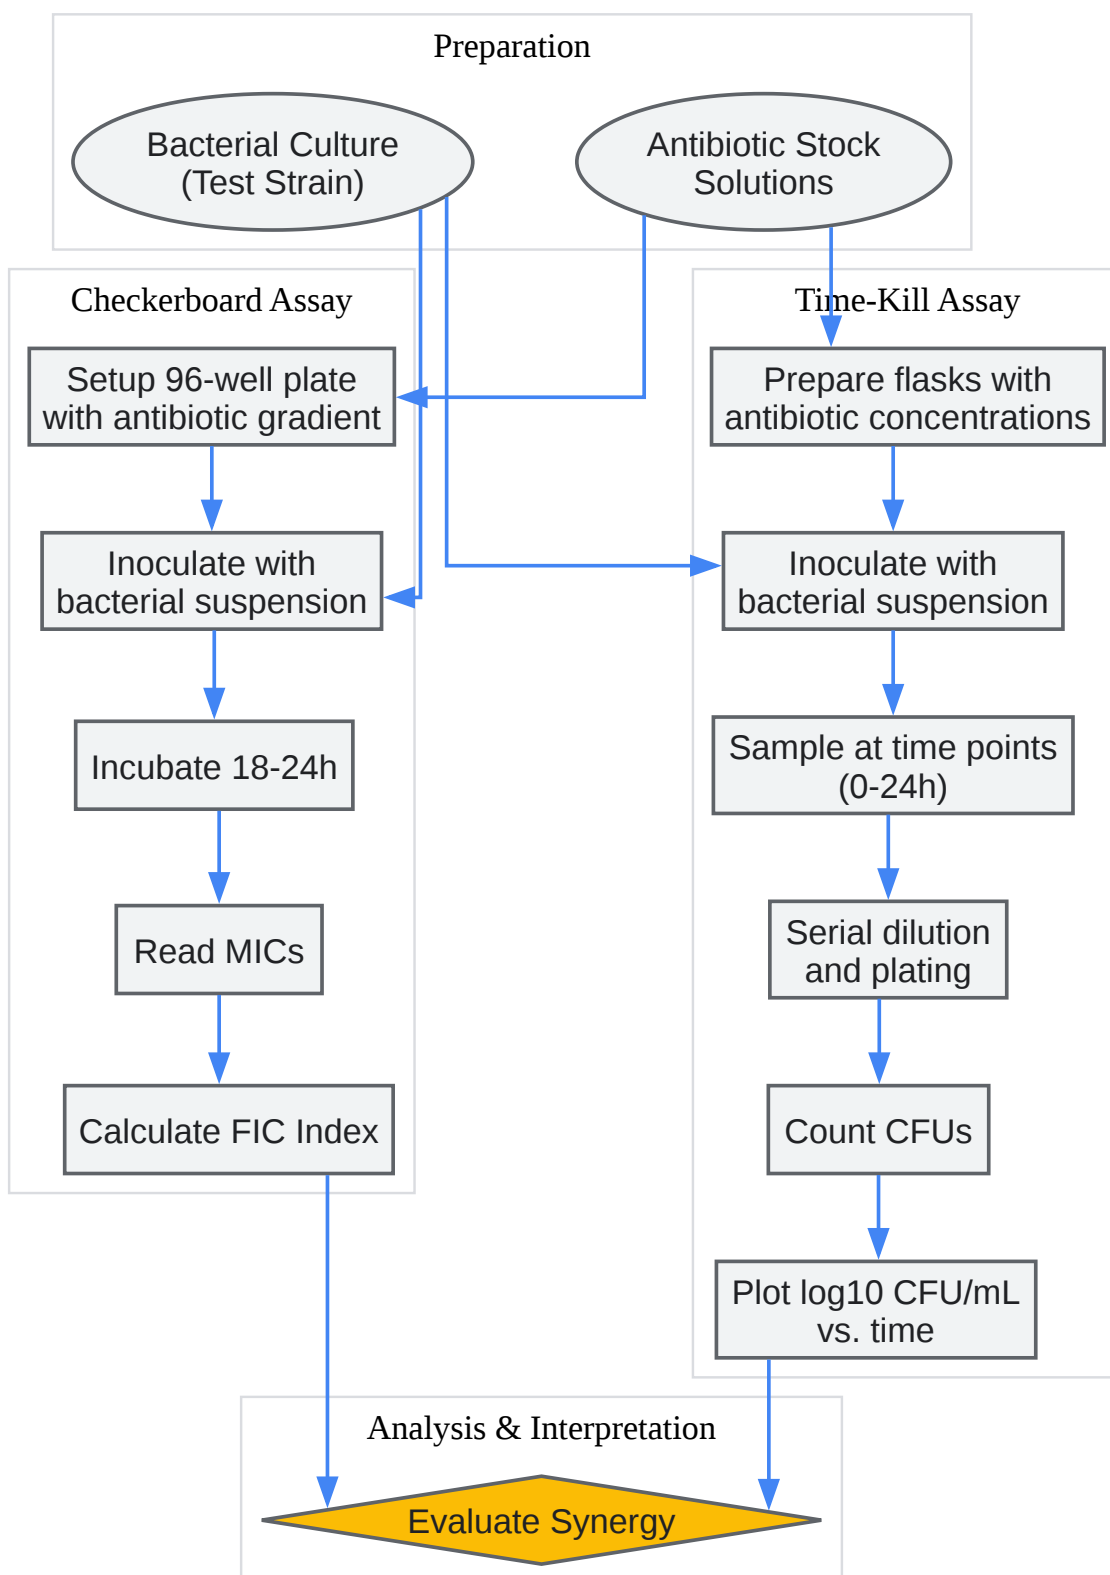 Preparation
Bacterial Culture
(Test Strain)
Antibiotic Stock
Solutions
Checkerboard Assay
Setup 96-well plate
with antibiotic gradient
Inoculate with
bacterial suspension
Incubate 18-24h
Read MICs
Calculate FIC Index
Time-Kill Assay
Prepare flasks with
antibiotic concentrations
Inoculate with
bacterial suspension
Sample at time points
(0-24h)
Serial dilution
and plating
Count CFUs
Plot log10 CFU/mL
vs. time
Analysis & Interpretation
Evaluate Synergy